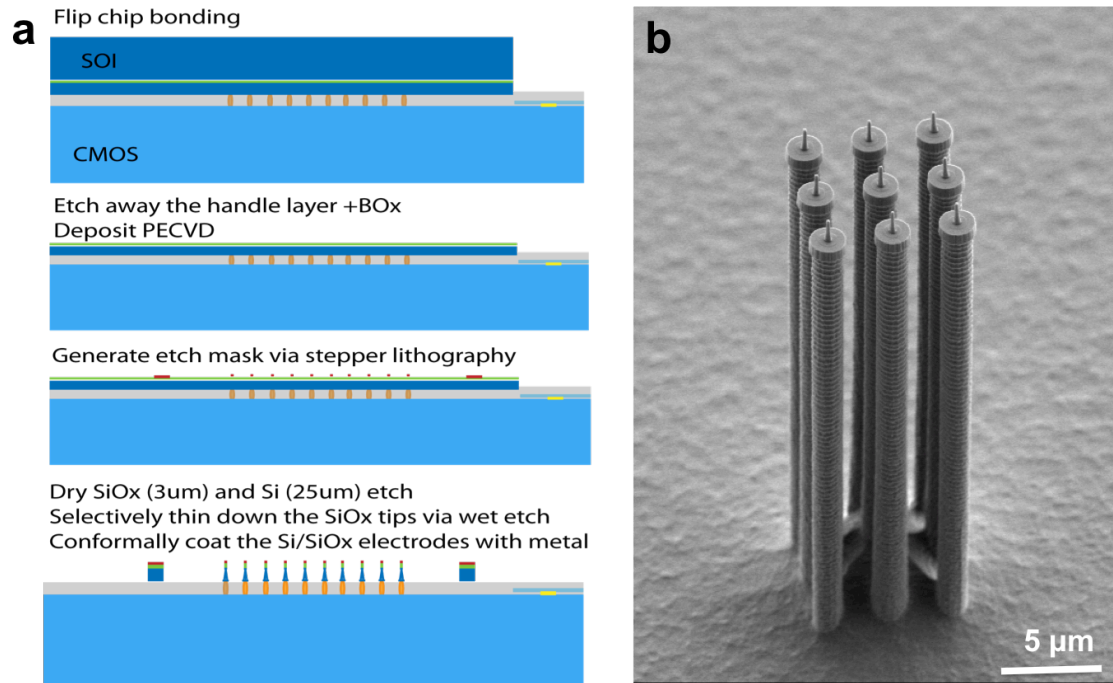 a
Flip chip bonding
SOI
CMOS
Etch away the handle layer +BOx
Deposit PECVD
Generate etch mask via stepper lithography
Dry SiOx (3um) and Si (25um) etch
Selectively thin down the SiOx tips via wet etch
Conformally coat the Si/SiOx electrodes with metal
b
5 μm